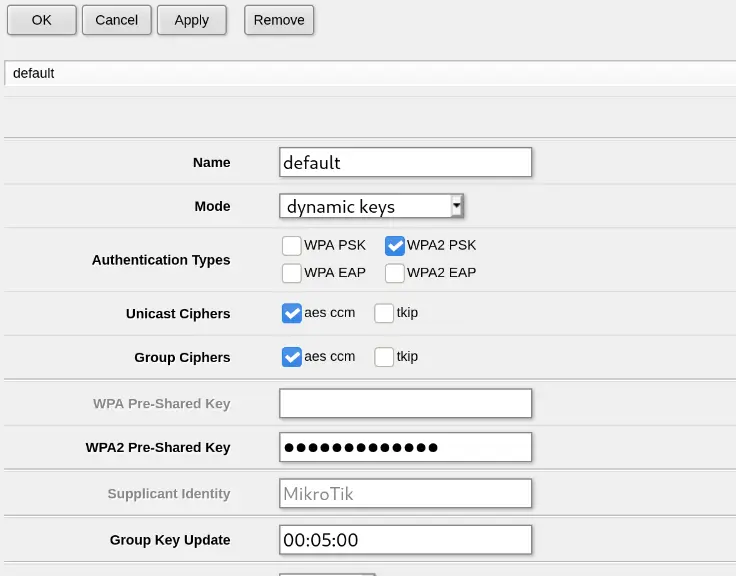 OK Cancel Apply Remove
default
Name default
Mode dynamic keys
Authentication Types WPA PSK WPA2 PSK
WPA EAP WPA2 EAP
Unicast Ciphers aes ccm tkip
Group Ciphers aes ccm tkip
WPA Pre-Shared Key
WPA2 Pre-Shared Key ●●●●●●●●●●●●●
Supplicant Identity MikroTik
Group Key Update 00:05:00